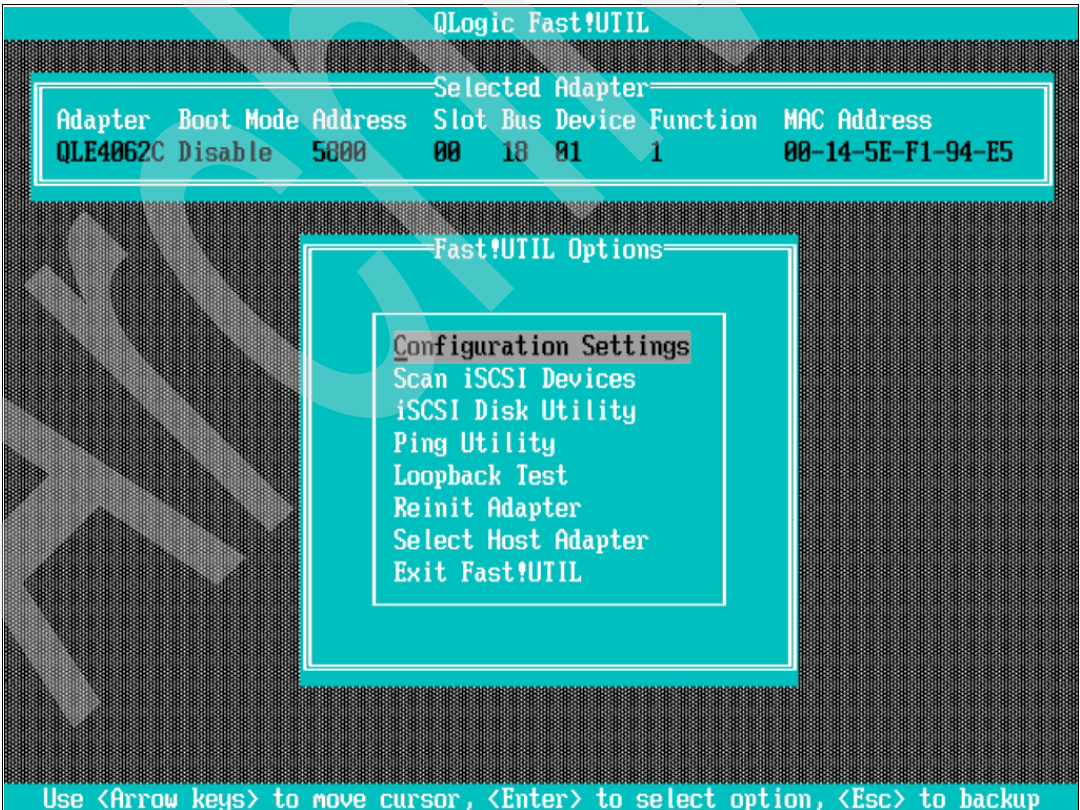 QLogic Fast!UTIL
Selected Adapter
Adapter Boot Mode Address Slot Bus Device Function MAC Address
QLE4062C Disable 5800 00 18 01 1 00-14-5E-F1-94-E5
Fast!UTIL Options
Configuration Settings
Scan iSCSI Devices
iSCSI Disk Utility
Ping Utility
Loopback Test
Reinit Adapter
Select Host Adapter
Exit Fast!UTIL
Use <Arrow keys> to move cursor, <Enter> to select option, <Esc> to backup